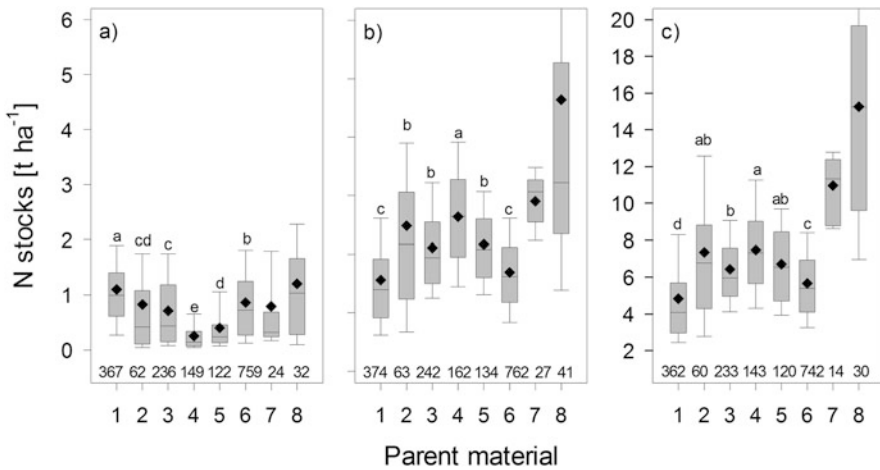 a)
b)
c)
N stocks [t ha⁻¹]
6
5
4
3
2
1
0
a
cd
c
e
d
b
367 62 236 149 122 759 24 32
1 2 3 4 5 6 7 8
c
b
b
a
b
c
374 63 242 162 134 762 27 41
1 2 3 4 5 6 7 8
20
18
16
14
12
10
8
6
4
2
d
ab
b
a
ab
c
362 60 233 143 120 742 14 30
1 2 3 4 5 6 7 8
Parent material